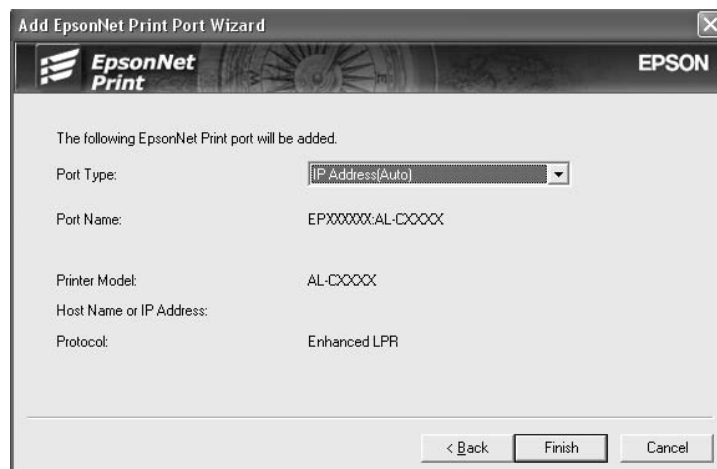 Add EpsonNet Print Port Wizard
EpsonNet
Print
EPSON
The following EpsonNet Print port will be added.
Port Type: IP Address(Auto)
Port Name: EPXXXXXX:AL-CXXXX
Printer Model: AL-CXXXX
Host Name or IP Address:
Protocol: Enhanced LPR
< Back Finish Cancel